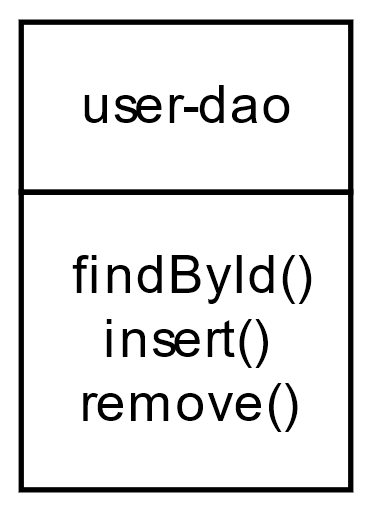 user-dao
findById()
insert()
remove()